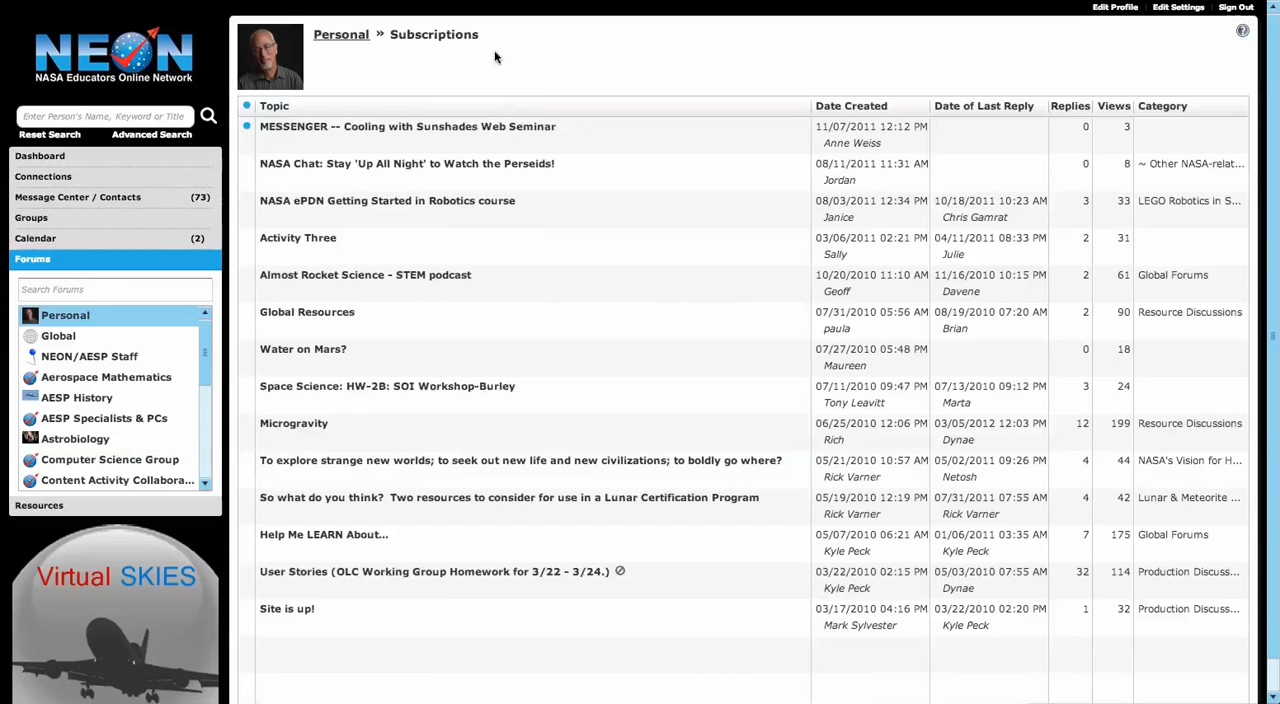 Edit Profile Edit Settings Sign Out
NEON
NASA Educators Online Network
Enter Person's Name, Keyword or Title
Reset Search Advanced Search
Dashboard
Connections
Message Center / Contacts (73)
Groups
Calendar (2)
Forums
Search Forums
Personal
Global
NEON/AESP Staff
Aerospace Mathematics
AESP History
AESP Specialists & PCs
Astrobiology
Computer Science Group
Content Activity Collabora...
Resources
Virtual SKIES
Personal » Subscriptions
Topic Date Created Date of Last Reply Replies Views Category
MESSENGER -- Cooling with Sunshades Web Seminar 11/07/2011 12:12 PM 0 3
Anne Weiss
NASA Chat: Stay 'Up All Night' to Watch the Perseids! 08/11/2011 11:31 AM 0 8 ~ Other NASA-relat...
Jordan
NASA ePDN Getting Started in Robotics course 08/03/2011 12:34 PM 10/18/2011 10:23 AM 3 33 LEGO Robotics in S...
Janice Chris Gamrat
Activity Three 03/06/2011 02:21 PM 04/11/2011 08:33 PM 2 31
Sally Julie
Almost Rocket Science - STEM podcast 10/20/2010 11:10 AM 11/16/2010 10:15 PM 2 61 Global Forums
Geoff Davene
Global Resources 07/31/2010 05:56 AM 08/19/2010 07:20 AM 2 90 Resource Discussions
paula Brian
Water on Mars? 07/27/2010 05:48 PM 0 18
Maureen
Space Science: HW-2B: SOI Workshop-Burley 07/11/2010 09:47 PM 07/13/2010 09:12 PM 3 24
Tony Leavitt Marta
Microgravity 06/25/2010 12:06 PM 03/05/2012 12:03 PM 12 199 Resource Discussions
Rich Dynae
To explore strange new worlds; to seek out new life and new civilizations; to boldly go where? 05/21/2010 10:57 AM 05/02/2011 09:26 PM 4 44 NASA's Vision for H...
Rick Varner Netosh
So what do you think? Two resources to consider for use in a Lunar Certification Program 05/19/2010 12:19 PM 07/31/2011 07:55 AM 4 42 Lunar & Meteorite ...
Rick Varner Rick Varner
Help Me LEARN About... 05/07/2010 06:21 AM 01/06/2011 03:35 AM 7 175 Global Forums
Kyle Peck Kyle Peck
User Stories (OLC Working Group Homework for 3/22 - 3/24.) 03/22/2010 02:15 PM 05/03/2010 07:55 AM 32 114 Production Discuss...
Kyle Peck Dynae
Site is up! 03/17/2010 04:16 PM 03/22/2010 02:20 PM 1 32 Production Discuss...
Mark Sylvester Kyle Peck